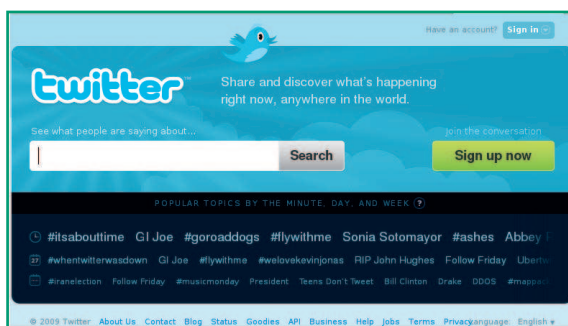 Have an account? Sign in
twitter
Share and discover what's happening
right now, anywhere in the world.
See what people are saying about...
Join the conversation
Search
Sign up now
POPULAR TOPICS BY THE MINUTE, DAY, AND WEEK ?
#itsabouttime GI Joe #goroaddogs #flywithme Sonia Sotomayor #ashes Abbey
27 #whentwitterwasdown GI Joe #flywithme #welovekevinjonas RIP John Hughes Follow Friday
#iranelection Follow Friday #musicmonday President Teens Don't Tweet Bill Clinton Drake DDOS
© 2009 Twitter About Us Contact Blog Status Goodies API Business Help Jobs Terms Privacy anguage: English